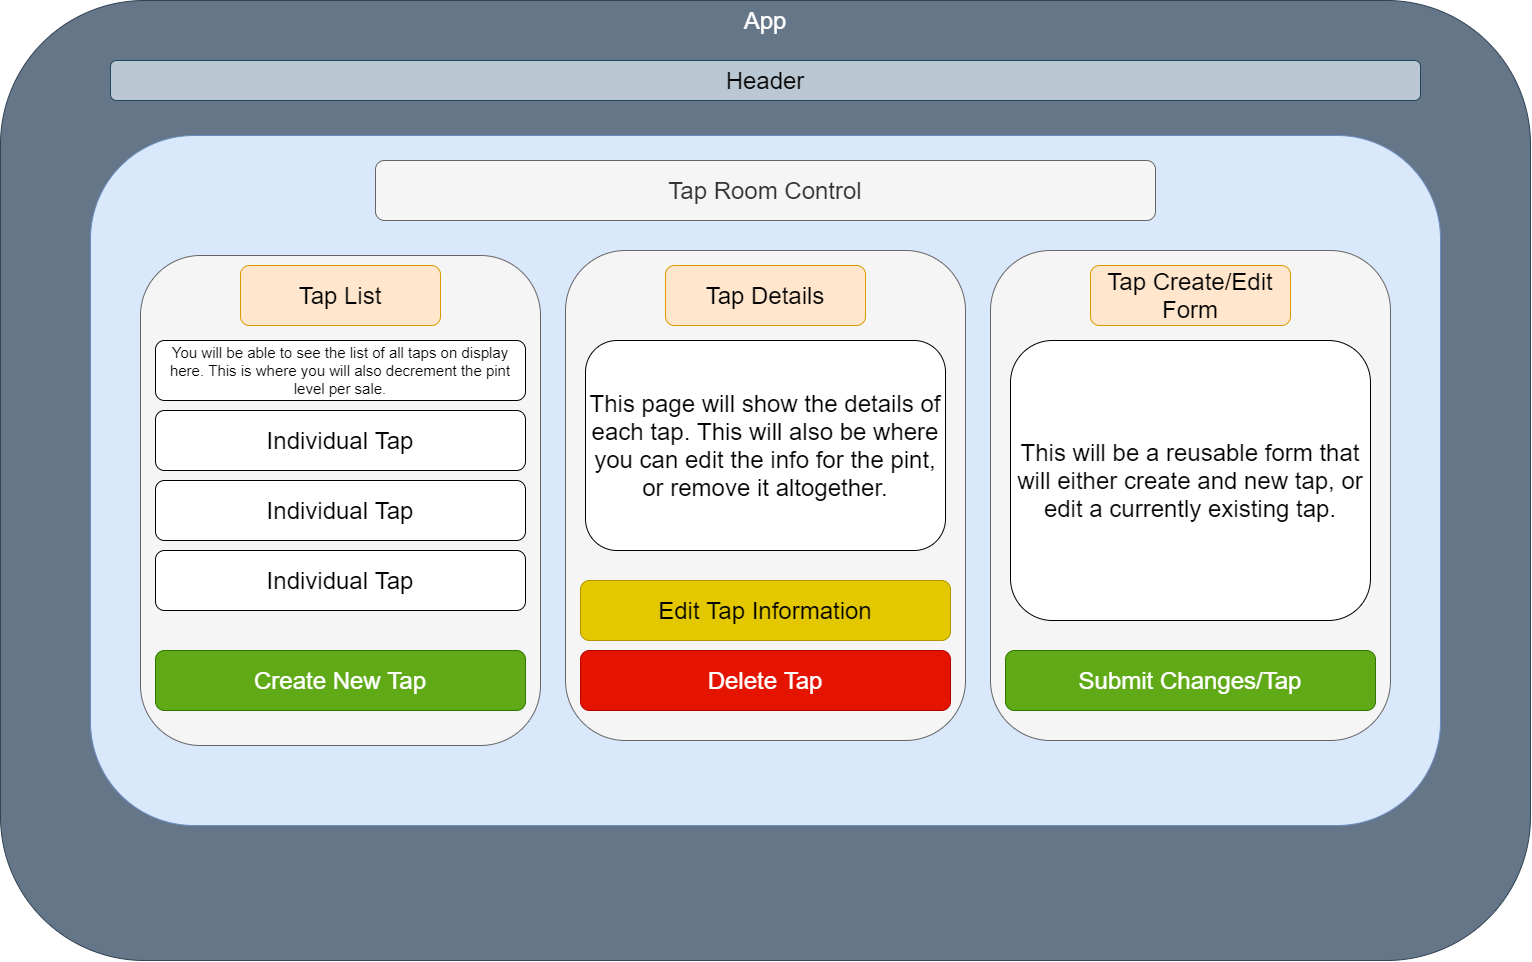 App
Header
Tap Room Control
Tap List
You will be able to see the list of all taps on display
here. This is where you will also decrement the pint
level per sale.
Individual Tap
Individual Tap
Individual Tap
Create New Tap
Tap Details
This page will show the details of
each tap. This will also be where
you can edit the info for the pint,
or remove it altogether.
Edit Tap Information
Delete Tap
Tap Create/Edit
Form
This will be a reusable form that
will either create and new tap, or
edit a currently existing tap.
Submit Changes/Tap